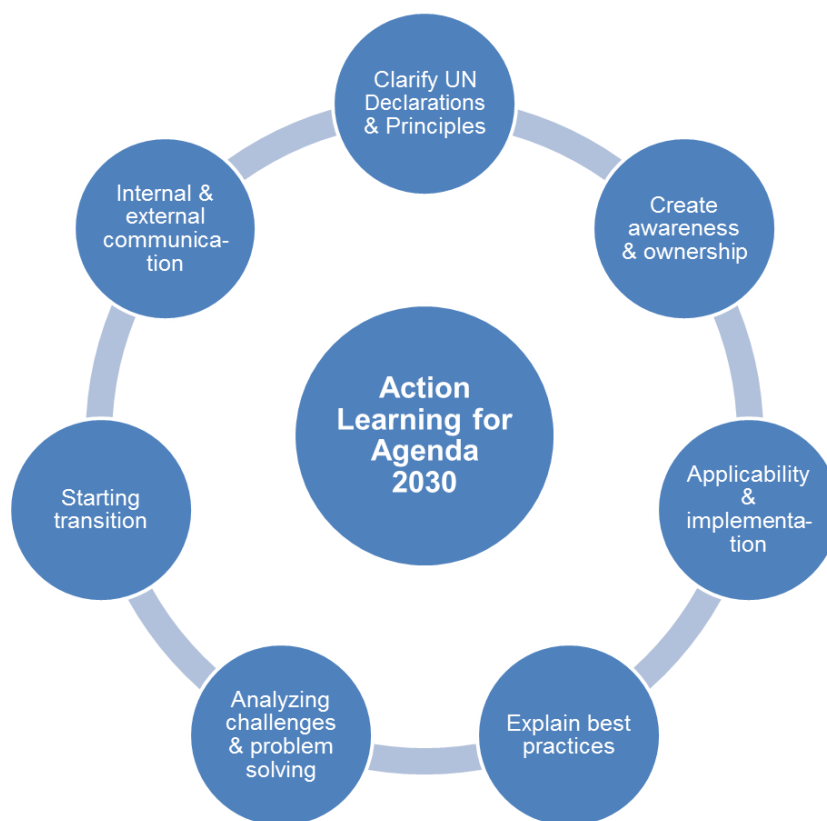 Clarify UN
Declarations
& Principles
Create
awareness
& ownership
Applicability
&
implementa-
tion
Explain best
practices
Analyzing
challenges
& problem
solving
Starting
transition
Internal &
external
communica-
tion
Action
Learning for
Agenda
2030